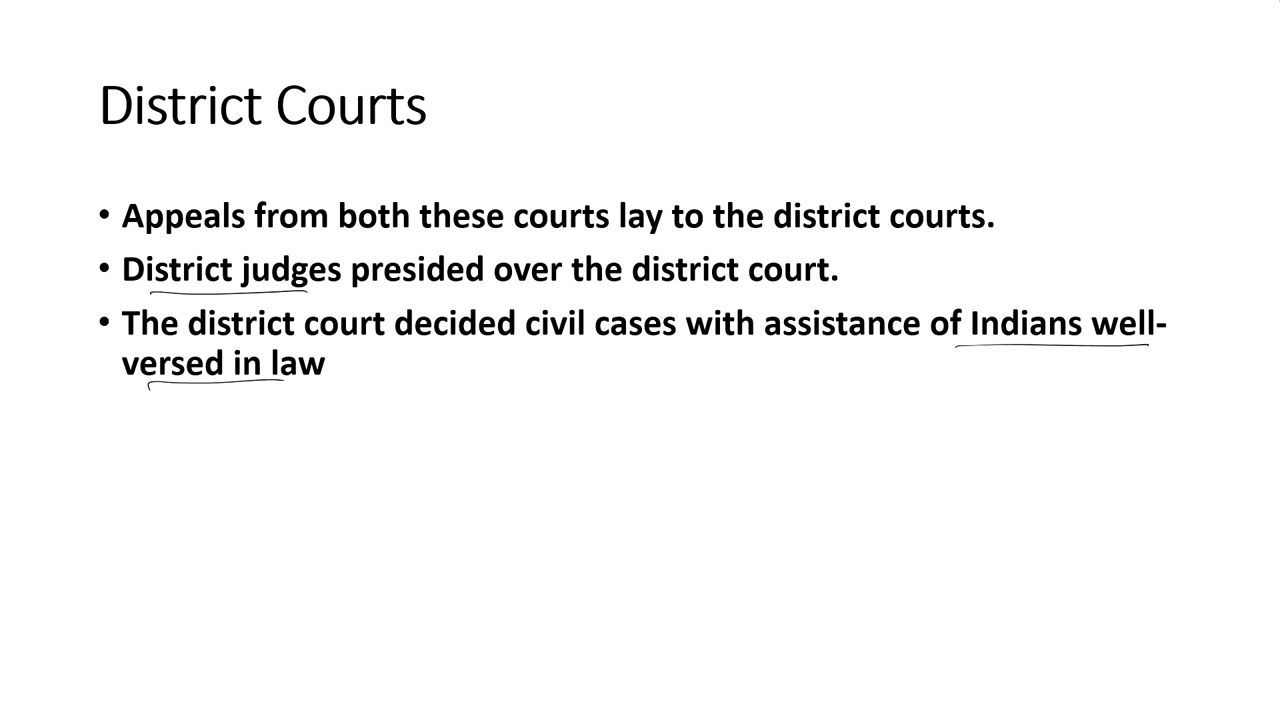 District Courts
• Appeals from both these courts lay to the district courts.
• District judges presided over the district court.
• The district court decided civil cases with assistance of Indians well-
versed in law